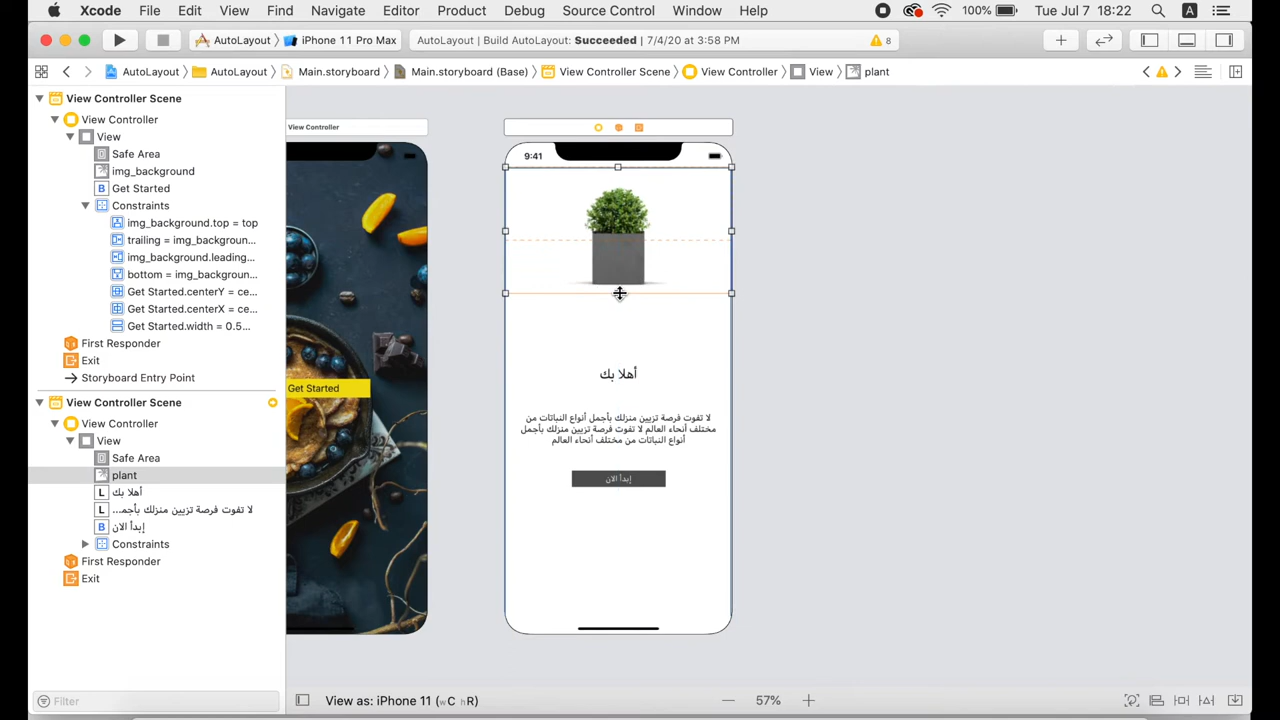 Xcode File Edit View Find Navigate Editor Product Debug Source Control Window Help 100% Tue Jul 7 18:22 A
AutoLayout iPhone 11 Pro Max AutoLayout | Build AutoLayout: Succeeded | 7/4/20 at 3:58 PM 8
AutoLayout AutoLayout Main.storyboard Main.storyboard (Base) View Controller Scene View Controller View plant
View Controller Scene
View Controller
View
Safe Area
img_background
B Get Started
Constraints
img_background.top = top
trailing = img_backgroun...
img_background.leading...
bottom = img_backgroun...
Get Started.centerY = ce...
Get Started.centerX = ce...
Get Started.width = 0.5...
First Responder
Exit
Storyboard Entry Point
View Controller Scene
View Controller
View
Safe Area
plant
L أهلا بك
L لا تفوت فرصة تزيين منزلك بأجم...
B إبدأ الان
Constraints
First Responder
Exit
Filter
View Controller
Get Started
9:41
أهلا بك
لا تفوت فرصة تزيين منزلك بأجمل أنواع النباتات من
مختلف أنحاء العالم لا تفوت فرصة تزيين منزلك بأجمل
أنواع النباتات من مختلف أنحاء العالم
إبدأ الان
View as: iPhone 11 (wC hR) 57%